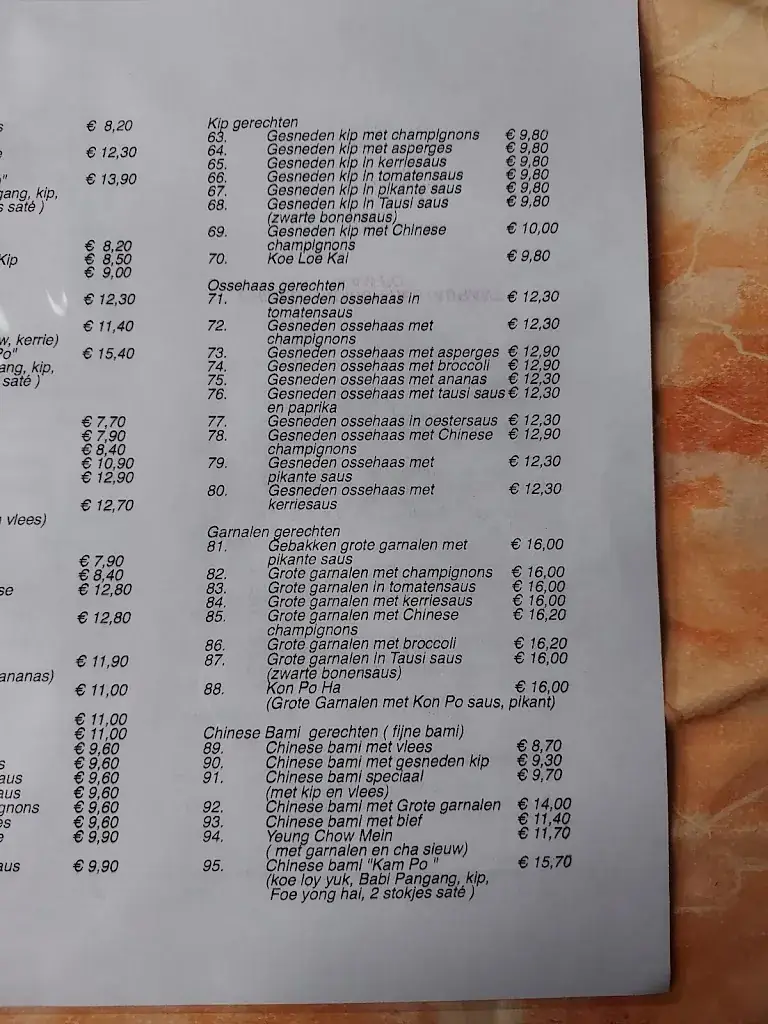 € 8,20
€ 12,30
€ 13,90
kip,
saté )
€ 8,20
Kip € 8,50
€ 9,00
€ 12,30
€ 11,40
kerrie)
€ 15,40
kip,
saté )
€ 7,70
€ 7,90
€ 8,40
€ 10,90
€ 12,90
€ 12,70
vlees)
€ 7,90
€ 8,40
€ 12,80
€ 12,80
€ 11,90
ananas)
€ 11,00
€ 11,00
€ 11,00
€ 9,60
€ 9,60
€ 9,60
€ 9,60
€ 9,60
€ 9,60
€ 9,90
€ 9,90
Kip gerechten
63. Gesneden kip met champignons € 9,80
64. Gesneden kip met asperges € 9,80
65. Gesneden kip in kerriesaus € 9,80
66. Gesneden kip in tomatensaus € 9,80
67. Gesneden kip in pikante saus € 9,80
68. Gesneden kip in Tausi saus € 9,80
(zwarte bonensaus)
69. Gesneden kip met Chinese € 10,00
champignons
70. Koe Loe Kai € 9,80
Ossehaas gerechten
71. Gesneden ossehaas in € 12,30
tomatensaus
72. Gesneden ossehaas met € 12,30
champignons
73. Gesneden ossehaas met asperges € 12,90
74. Gesneden ossehaas met broccoli € 12,90
75. Gesneden ossehaas met ananas € 12,30
76. Gesneden ossehaas met tausi saus € 12,30
en paprika
77. Gesneden ossehaas in oestersaus € 12,30
78. Gesneden ossehaas met Chinese € 12,90
champignons
79. Gesneden ossehaas met € 12,30
pikante saus
80. Gesneden ossehaas met € 12,30
kerriesaus
Garnalen gerechten
81. Gebakken grote garnalen met € 16,00
pikante saus
82. Grote garnalen met champignons € 16,00
83. Grote garnalen in tomatensaus € 16,00
84. Grote garnalen met kerriesaus € 16,00
85. Grote garnalen met Chinese € 16,20
champignons
86. Grote garnalen met broccoli € 16,20
87. Grote garnalen in Tausi saus € 16,00
(zwarte bonensaus)
88. Kon Po Ha € 16,00
(Grote Garnalen met Kon Po saus, pikant)
Chinese Bami gerechten ( fijne bami)
89. Chinese bami met vlees € 8,70
90. Chinese bami met gesneden kip € 9,30
91. Chinese bami speciaal € 9,70
(met kip en vlees)
92. Chinese bami met Grote garnalen € 14,00
93. Chinese bami met bief € 11,40
94. Yeung Chow Mein € 11,70
( met garnalen en cha sieuw)
95. Chinese bami "Kam Po " € 15,70
(koe loy yuk, Babi Pangang, kip,
Foe yong hai, 2 stokjes saté )